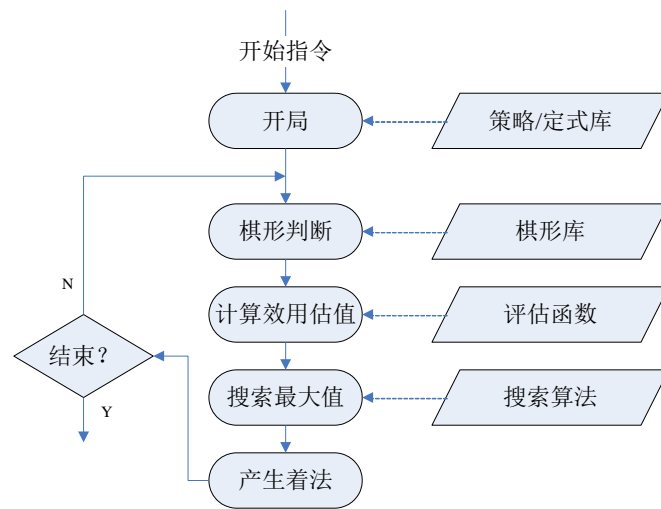 开始指令
开局
策略/定式库
棋形判断
棋形库
N
计算效用估值
评估函数
结束？
搜索最大值
搜索算法
Y
产生着法